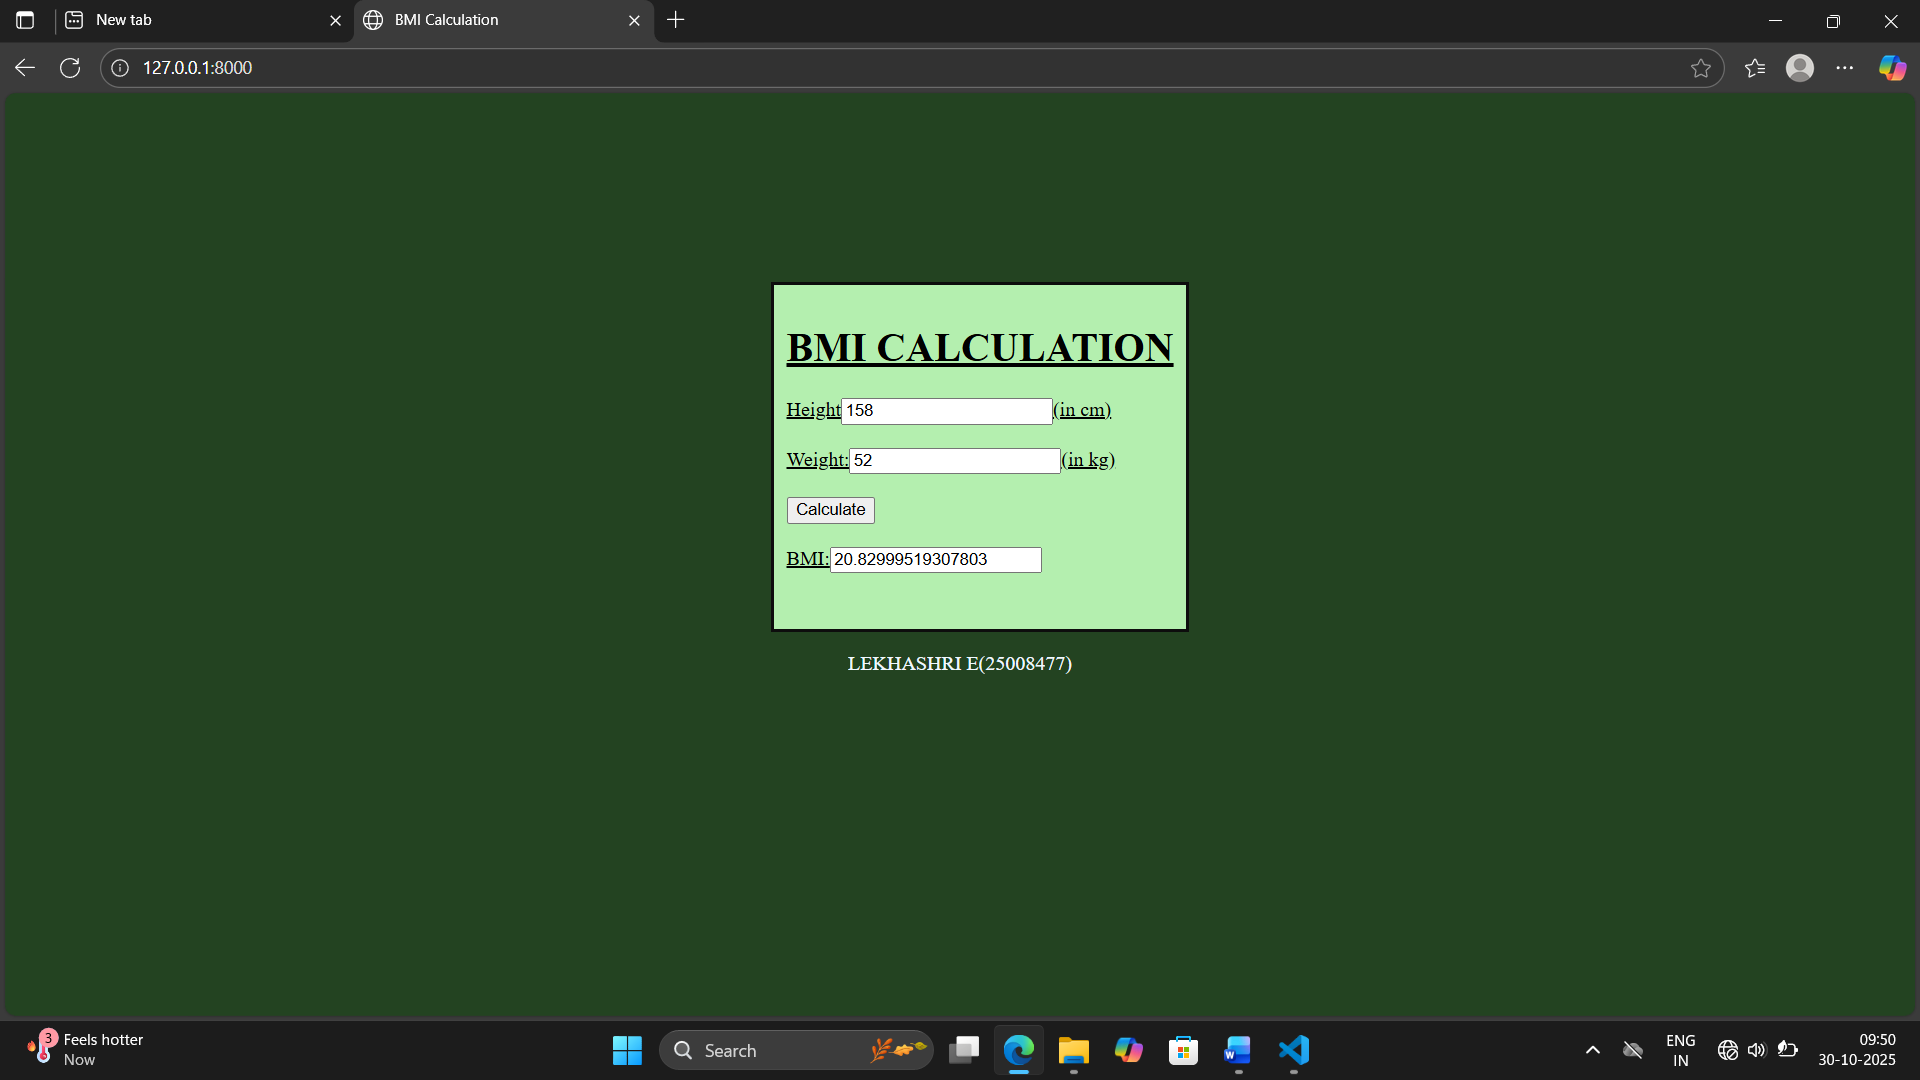 New tab
BMI Calculation
127.0.0.1:8000
BMI CALCULATION
Height 158 (in cm)
Weight: 52 (in kg)
Calculate
BMI: 20.82999519307803
LEKHASHRI E(25008477)
3
Feels hotter
Now
Search
W
ENG
IN
09:50
30-10-2025